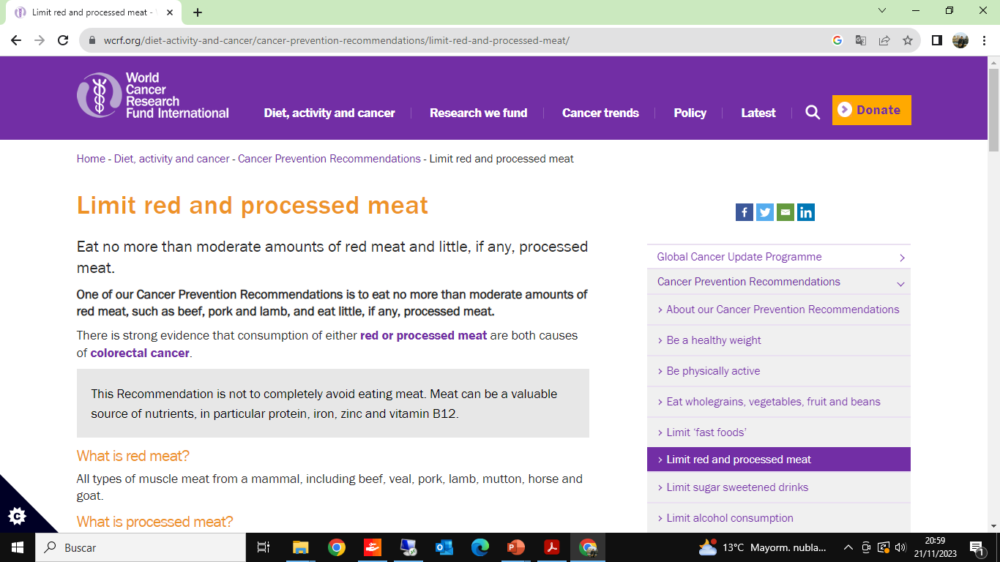 Limit red and processed meat -
wcrf.org/diet-activity-and-cancer/cancer-prevention-recommendations/limit-red-and-processed-meat/
World
Cancer
Research
Fund International
Diet, activity and cancer
Research we fund
Cancer trends
Policy
Latest
Donate
Home - Diet, activity and cancer - Cancer Prevention Recommendations - Limit red and processed meat
Limit red and processed meat
Eat no more than moderate amounts of red meat and little, if any, processed
meat.
One of our Cancer Prevention Recommendations is to eat no more than moderate amounts of
red meat, such as beef, pork and lamb, and eat little, if any, processed meat.
There is strong evidence that consumption of either red or processed meat are both causes
of colorectal cancer.
This Recommendation is not to completely avoid eating meat. Meat can be a valuable
source of nutrients, in particular protein, iron, zinc and vitamin B12.
What is red meat?
All types of muscle meat from a mammal, including beef, veal, pork, lamb, mutton, horse and
goat.
What is processed meat?
Global Cancer Update Programme
Cancer Prevention Recommendations
About our Cancer Prevention Recommendations
Be a healthy weight
Be physically active
Eat wholegrains, vegetables, fruit and beans
Limit ‘fast foods’
Limit red and processed meat
Limit sugar sweetened drinks
Limit alcohol consumption
Buscar
13°C Mayorm. nubla...
20:59
21/11/2023
1